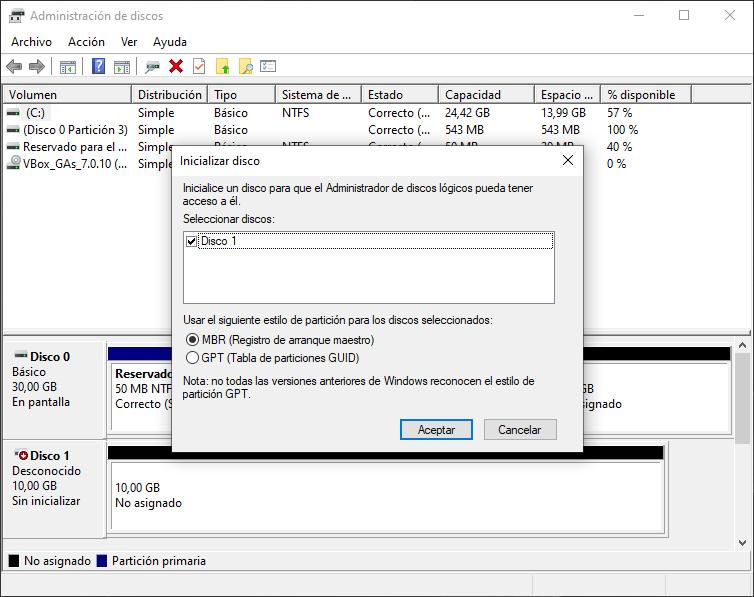 Administración de discos
Archivo Acción Ver Ayuda
Volumen Distribución Tipo Sistema de ... Estado Capacidad Espacio ... % disponible
(C:) Simple Básico NTFS Correcto (... 24,42 GB 13,99 GB 57 %
(Disco 0 Partición 3) Simple Básico Correcto (... 543 MB 543 MB 100 %
Reservado para el ... Simple Básico NTFS Correcto (... 50 MB 20 MB 40 %
VBox_GAs_7.0.10 (... Simple 0 %
Inicializar disco
Inicialice un disco para que el Administrador de discos lógicos pueda tener
acceso a él.
Seleccionar discos:
Disco 1
Usar el siguiente estilo de partición para los discos seleccionados:
MBR (Registro de arranque maestro)
GPT (Tabla de particiones GUID)
Nota: no todas las versiones anteriores de Windows reconocen el estilo de
partición GPT.
Aceptar Cancelar
Disco 0
Básico
30,00 GB
En pantalla
Reservado
50 MB NTF
Correcto (S
GB
signado
Disco 1
Desconocido
10,00 GB
Sin inicializar
10,00 GB
No asignado
No asignado Partición primaria